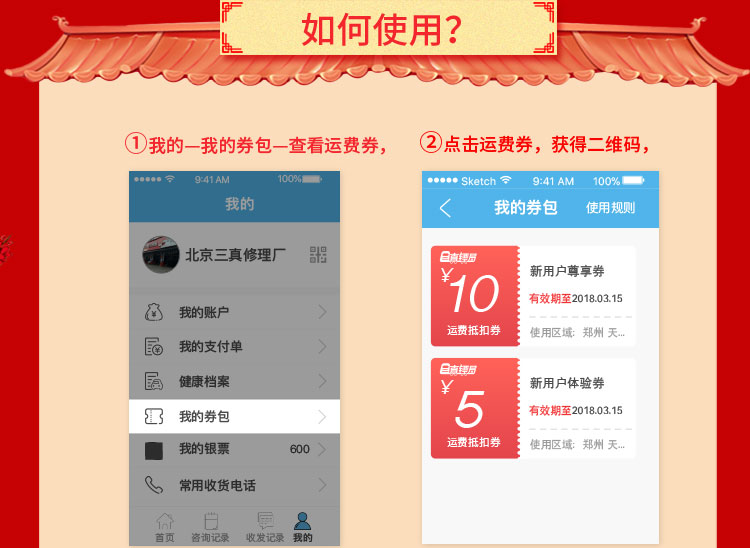 如何使用?
①我的—我的券包—查看运费券,
②点击运费券，获得二维码，
9:41 AM
100%
我的
北京三真修理厂
我的账户
我的支付单
健康档案
我的券包
我的银票 600
常用收货电话
首页 咨询记录 收发记录 我的
Sketch 9:41 AM 100%
我的券包 使用规则
¥10
运费抵扣券
新用户尊享券
有效期至2018.03.15
使用区域: 郑州 天...
¥5
运费抵扣券
新用户体验券
有效期至2018.03.15
使用区域: 郑州 天...